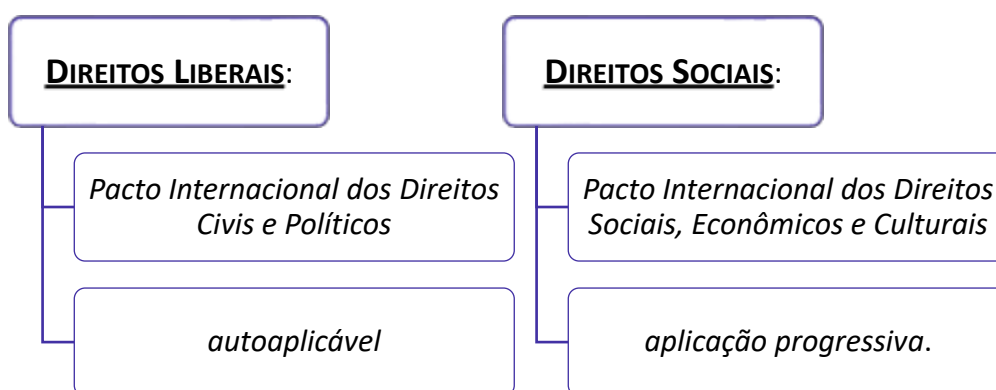 DIREITOS LIBERAIS:
Pacto Internacional dos Direitos
Civis e Políticos
autoaplicável
DIREITOS SOCIAIS:
Pacto Internacional dos Direitos
Sociais, Econômicos e Culturais
aplicação progressiva.